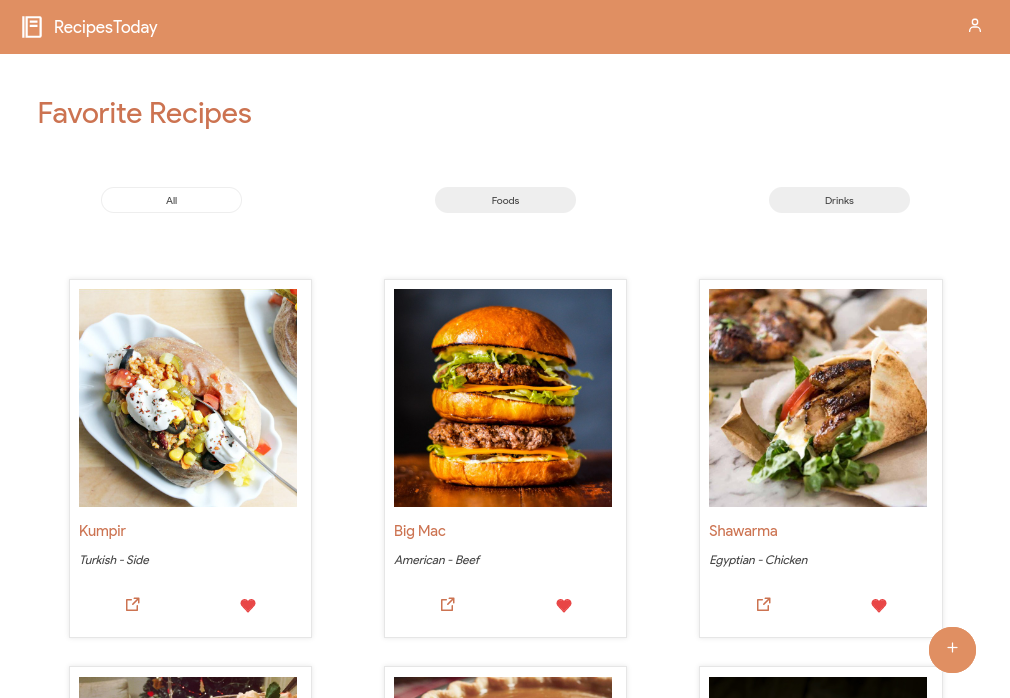 RecipesToday
Favorite Recipes
All
Foods
Drinks
Kumpir
Turkish - Side
Big Mac
American - Beef
Shawarma
Egyptian - Chicken
+